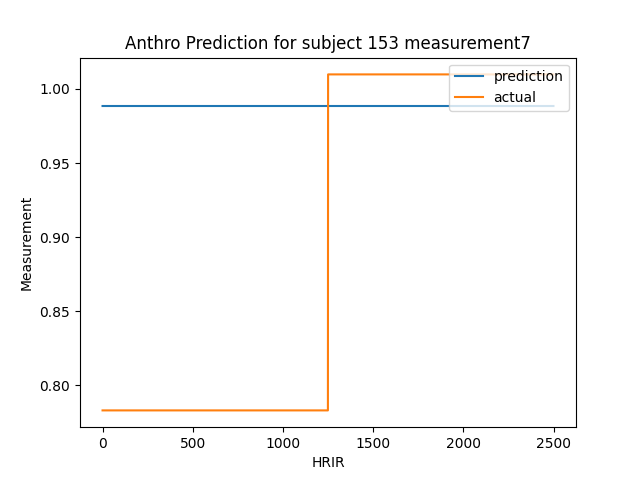 Anthro Prediction for subject 153 measurement7
prediction
actual
1.00
0.95
0.90
0.85
0.80
Measurement
0
500
1000
1500
2000
2500
HRIR